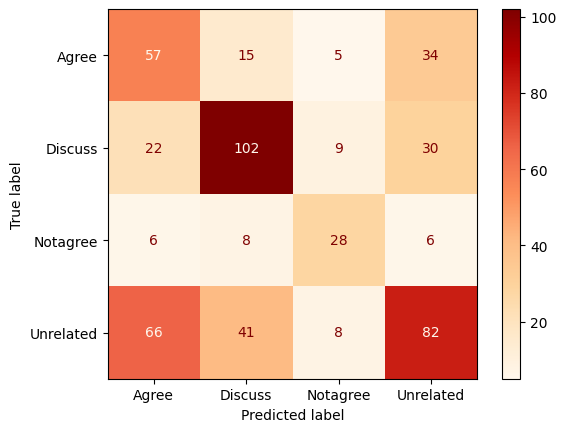 Agree 57 15 5 34
Discuss 22 102 9 30
Notagree 6 8 28 6
Unrelated 66 41 8 82
Agree Discuss Notagree Unrelated
Predicted label
True label
100
80
60
40
20